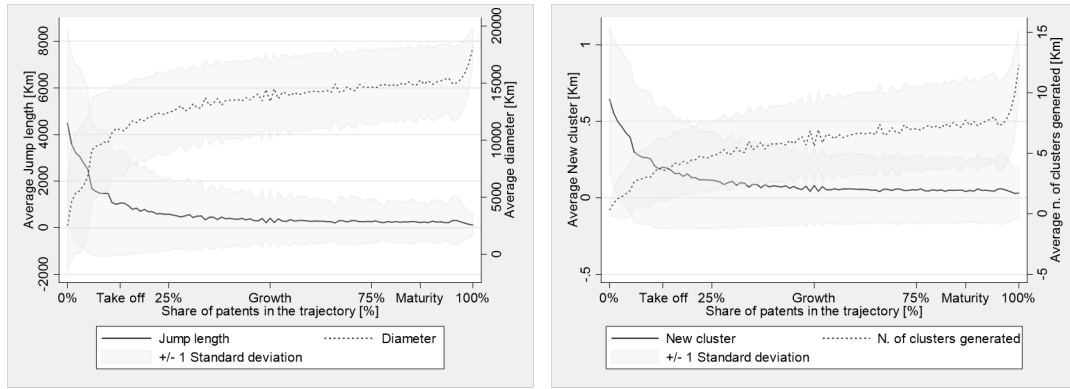 Average Jump length [Km]
8000
6000
4000
2000
0
-2000
Average diameter [Km]
20000
15000
10000
5000
0
0% Take off 25% Growth 75% Maturity 100%
Share of patents in the trajectory [%]
Jump length Diameter
+/- 1 Standard deviation
Average New cluster [Km]
1
.5
0
-.5
Average n. of clusters generated [Km]
15
10
5
0
-5
0% Take off 25% Growth 75% Maturity 100%
Share of patents in the trajectory [%]
New cluster N. of clusters generated
+/- 1 Standard deviation